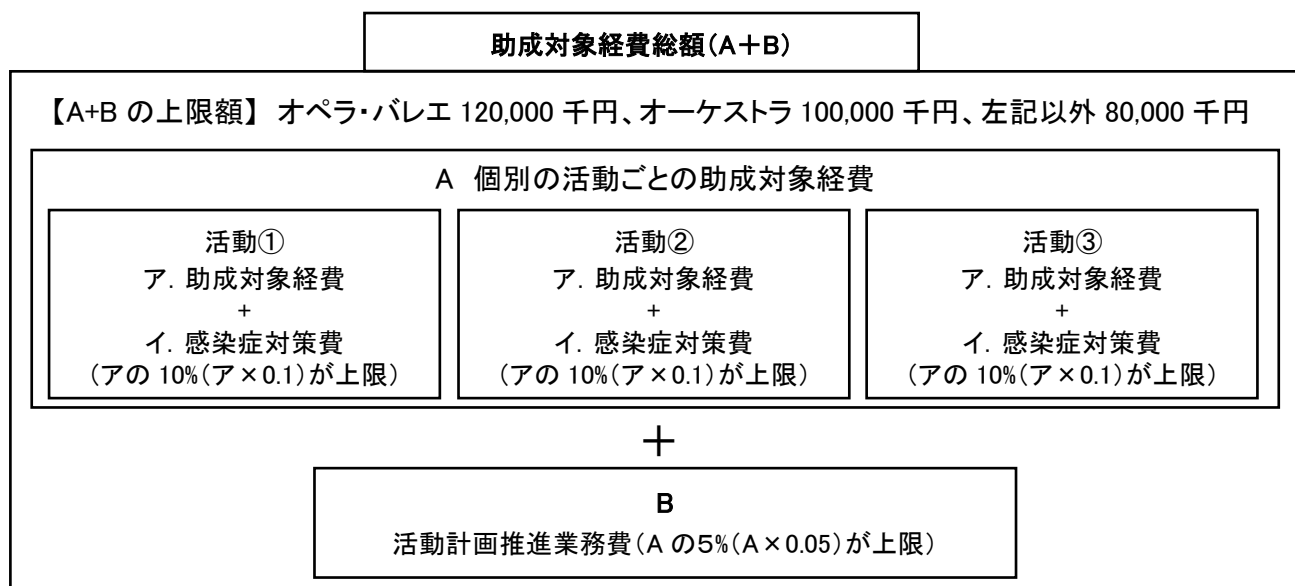 助成対象経費総額(A+B)
【A+B の上限額】 オペラ・バレエ 120,000 千円、オーケストラ 100,000 千円、左記以外 80,000 千円
A 個別の活動ごとの助成対象経費
活動①
ア. 助成対象経費
+
イ. 感染症対策費
(アの 10%(ア×0.1)が上限)
活動②
ア. 助成対象経費
+
イ. 感染症対策費
(アの 10%(ア×0.1)が上限)
活動③
ア. 助成対象経費
+
イ. 感染症対策費
(アの 10%(ア×0.1)が上限)
+
B
活動計画推進業務費(A の5%(A×0.05)が上限)